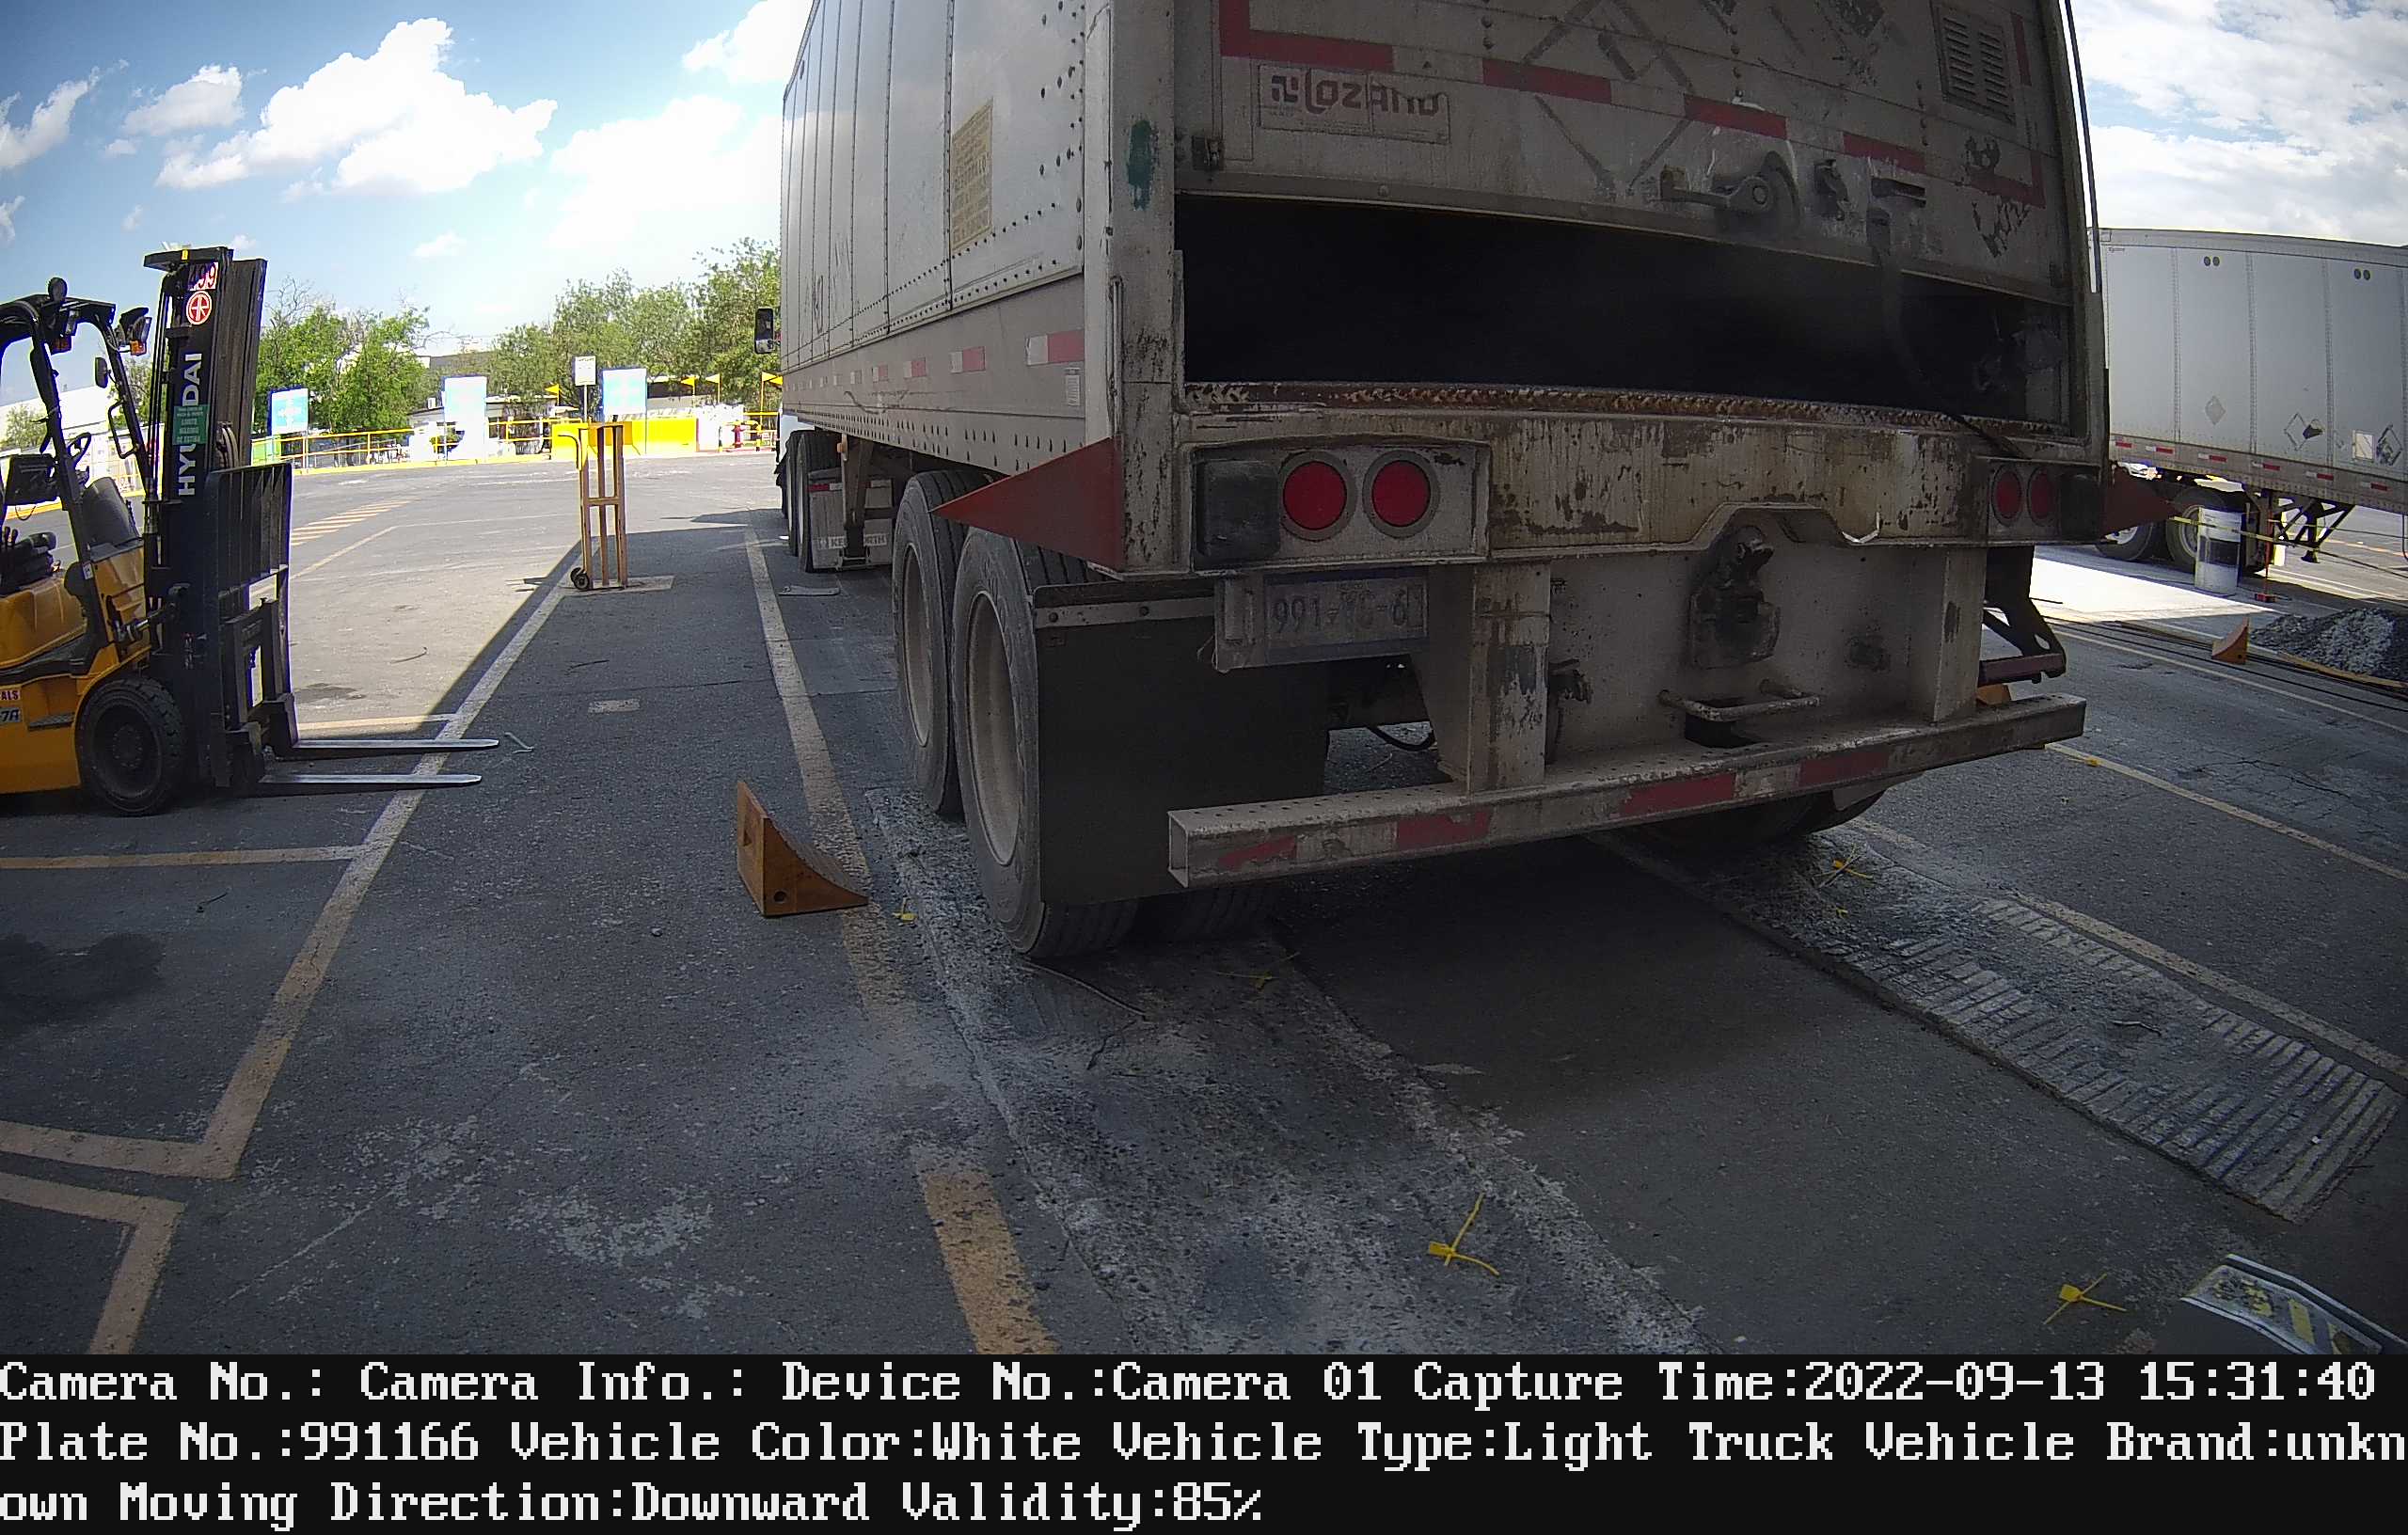 499
HYUNDAI
Lozano
Camera No.: Camera Info.: Device No.:Camera 01 Capture Time:2022-09-13 15:31:40
Plate No.:991166 Vehicle Color:White Vehicle Type:Light Truck Vehicle Brand:unkn
own Moving Direction:Downward Validity:85%